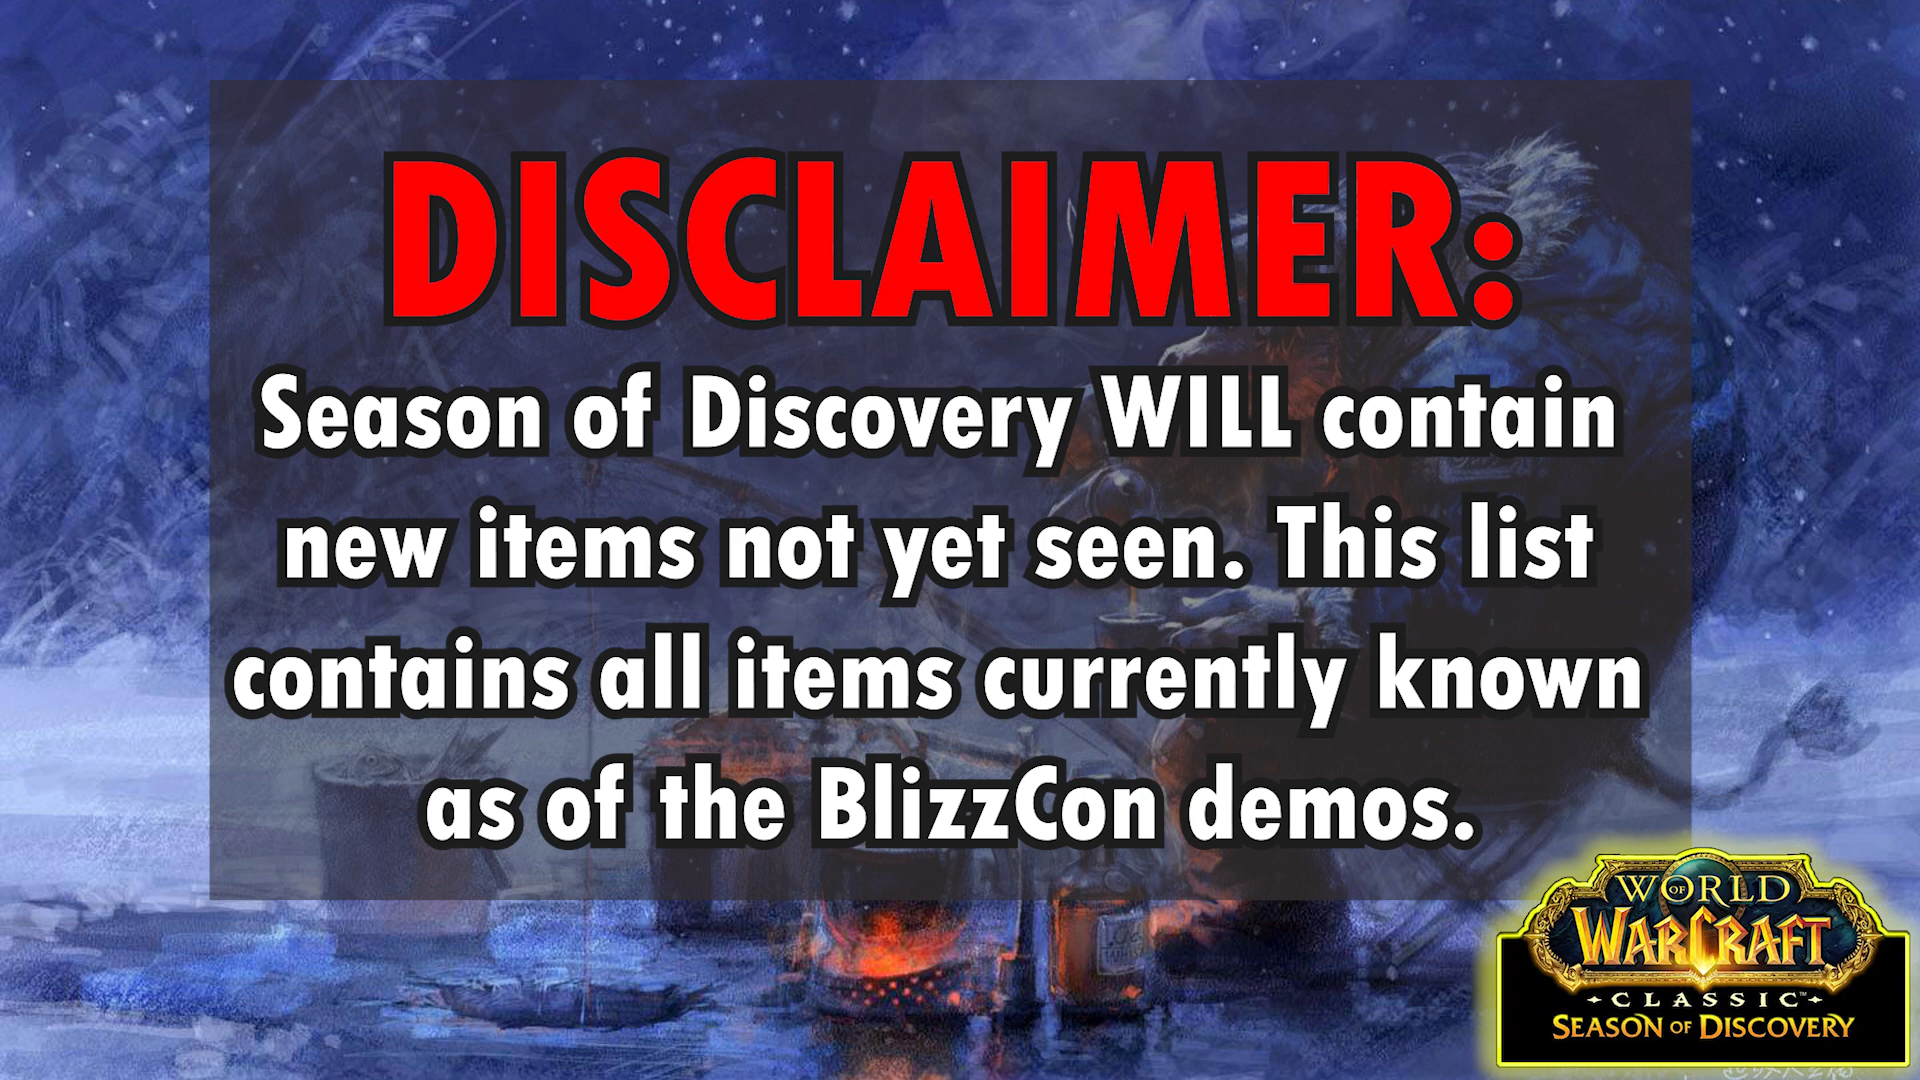 DISCLAIMER:
Season of Discovery WILL contain
new items not yet seen. This list
contains all items currently known
as of the BlizzCon demos.
WORLD
OF
WARCRAFT
CLASSIC™
SEASON OF DISCOVERY